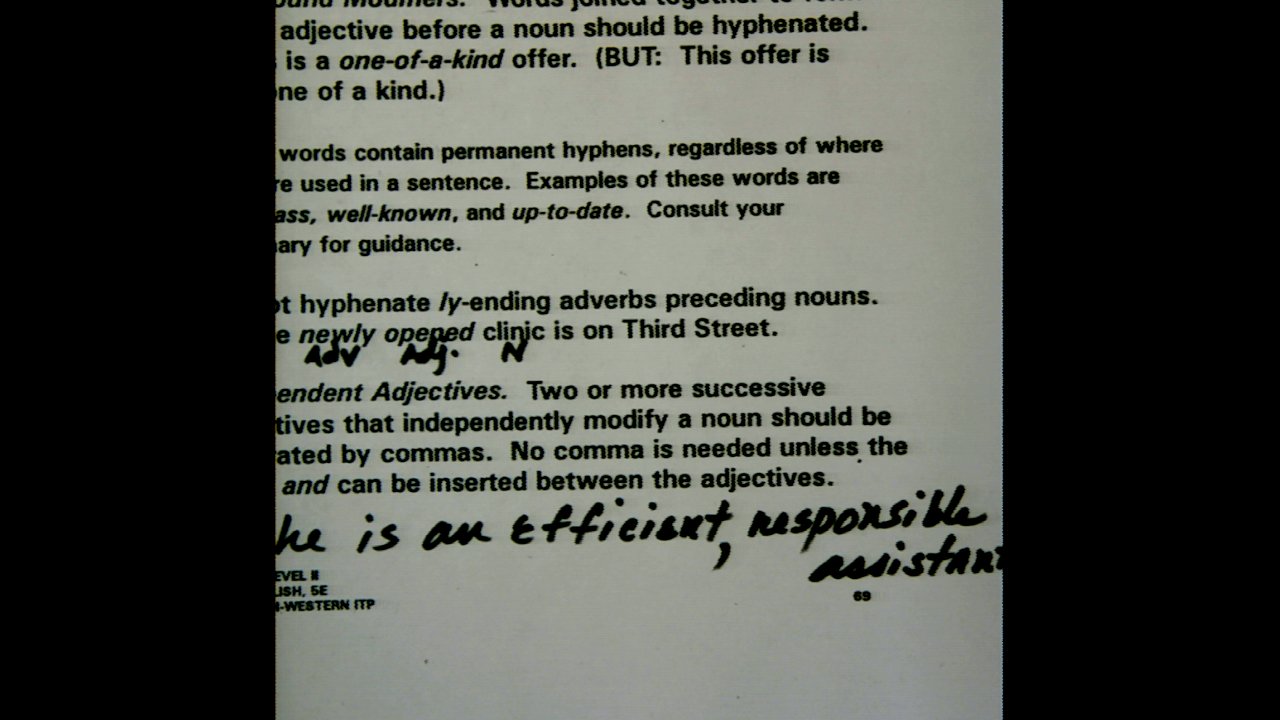 adjective before a noun should be hyphenated.
is a one-of-a-kind offer. (BUT: This offer is
ne of a kind.)
words contain permanent hyphens, regardless of where
re used in a sentence. Examples of these words are
ass, well-known, and up-to-date. Consult your
ary for guidance.
ot hyphenate ly-ending adverbs preceding nouns.
e newly opened clinic is on Third Street.
Adv Adj. N
endent Adjectives. Two or more successive
tives that independently modify a noun should be
ated by commas. No comma is needed unless the
and can be inserted between the adjectives.
he is an Efficient, responsible
assistant
EVEL II
ISH, 5E
-WESTERN ITP
69